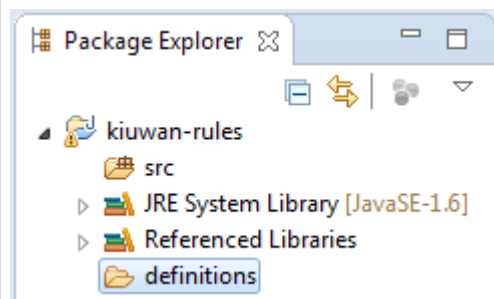 Package Explorer
kiuwan-rules
src
JRE System Library [JavaSE-1.6]
Referenced Libraries
definitions